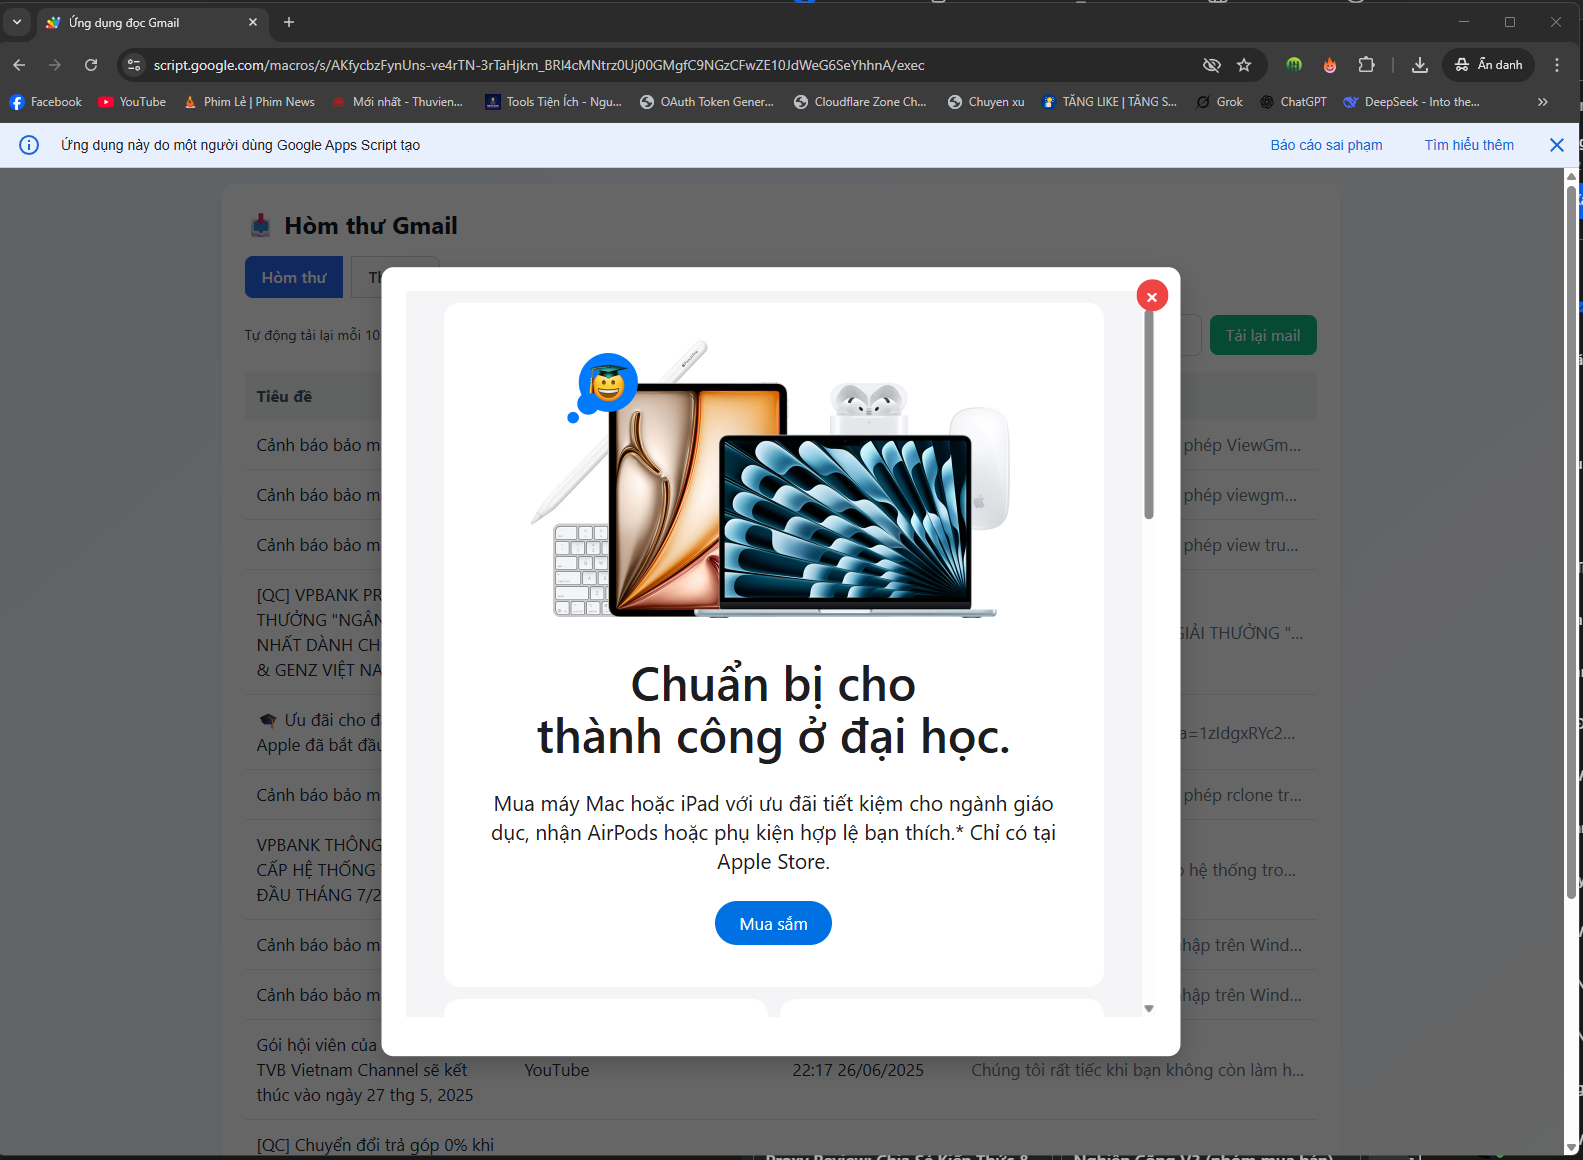 Ứng dụng đọc Gmail
script.google.com/macros/s/AKfycbzFynUns-ve4rTN-3rTaHjkm_BRl4cMNtrz0Uj00GMgfC9NGzCFwZE10JdWeG6SeYhhnA/exec
Ẩn danh
Facebook
YouTube
Phim Lẻ | Phim News
Mới nhất - Thuvien...
Tools Tiện Ích - Ngu...
OAuth Token Gener...
Cloudflare Zone Ch...
Chuyen xu
TĂNG LIKE | TĂNG S...
Grok
ChatGPT
DeepSeek - Into the...
Ứng dụng này do một người dùng Google Apps Script tạo
Báo cáo sai phạm
Tìm hiểu thêm
Hòm thư Gmail
Hòm thư
Tự động tải lại mỗi 10
Tải lại mail
Tiêu đề
Chuẩn bị cho
thành công ở đại học.
Mua máy Mac hoặc iPad với ưu đãi tiết kiệm cho ngành giáo
dục, nhận AirPods hoặc phụ kiện hợp lệ bạn thích.* Chỉ có tại
Apple Store.
Mua sắm
Cảnh báo bảo m
phép ViewGm...
Cảnh báo bảo m
phép viewgm...
Cảnh báo bảo m
phép view tru...
[QC] VPBANK PR
THƯỞNG "NGÂN
NHẤT DÀNH CH
& GENZ VIỆT NA
GIẢI THƯỞNG "...
Ưu đãi cho đ
Apple đã bắt đầu
a=1zIdgxRYc2...
Cảnh báo bảo m
phép rclone tr...
VPBANK THÔNG
CẤP HỆ THỐNG
ĐẦU THÁNG 7/2
hệ thống tro...
Cảnh báo bảo m
nhập trên Wind...
Cảnh báo bảo m
nhập trên Wind...
Gói hội viên của
TVB Vietnam Channel sẽ kết
thúc vào ngày 27 thg 5, 2025
YouTube
22:17 26/06/2025
Chúng tôi rất tiếc khi bạn không còn làm h...
[QC] Chuyển đổi trả góp 0% khi